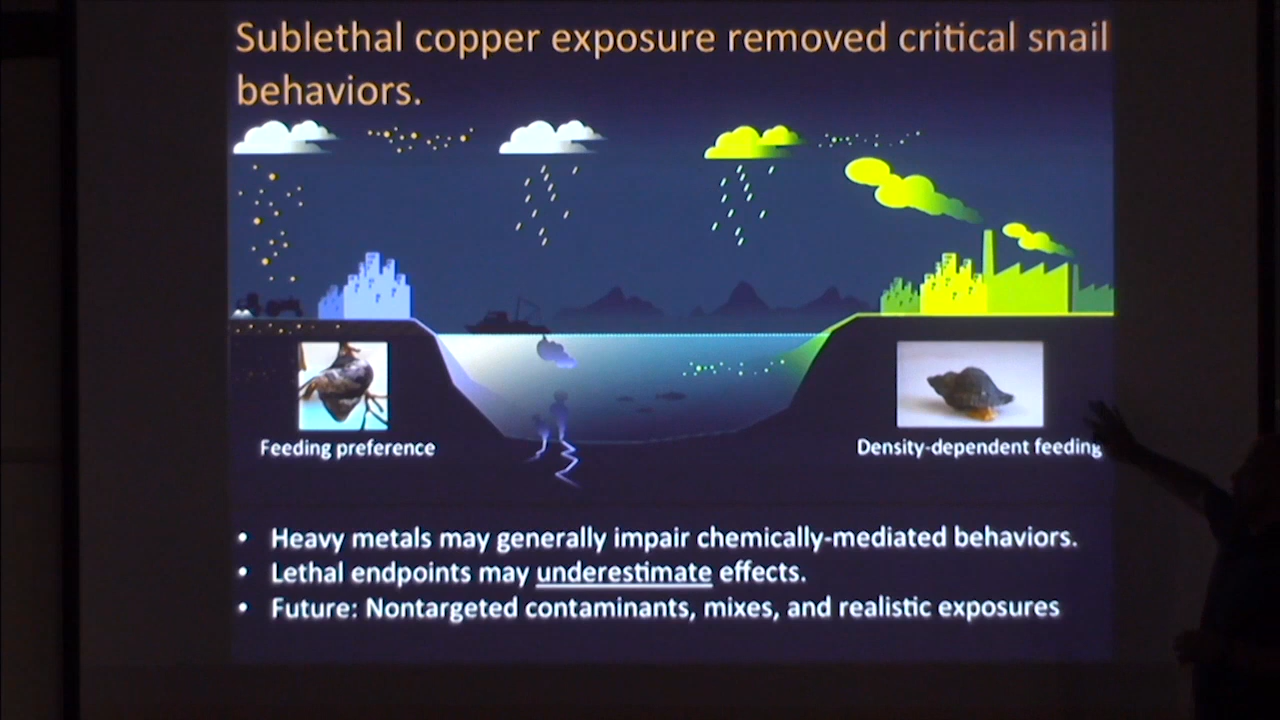 Sublethal copper exposure removed critical snail
behaviors.
Feeding preference
Density-dependent feeding
• Heavy metals may generally impair chemically-mediated behaviors.
• Lethal endpoints may underestimate effects.
• Future: Nontargeted contaminants, mixes, and realistic exposures